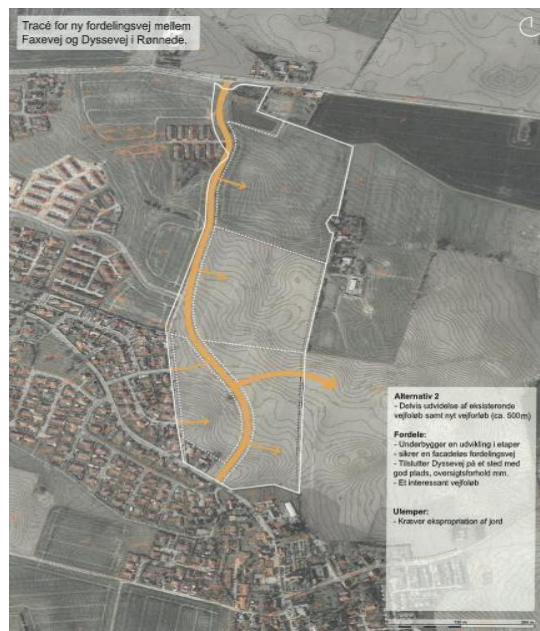 Tracé for ny fordelingsvej mellem
Faxevej og Dyssevej i Rønnede.
Alternativ 2
- Delvis udvidelse af eksisterende
vejfoløb samt nyt vejforløb (ca. 500m)
Fordele:
- Underbygger en udvikling i etaper
- sikrer en facadeløs fordelingsvej
- Tilslutter Dyssevej på et sted med
god plads, oversigtsforhold mm.
- Et interessant vejfoløb
Ulemper:
- Kræver ekspropriation af jord